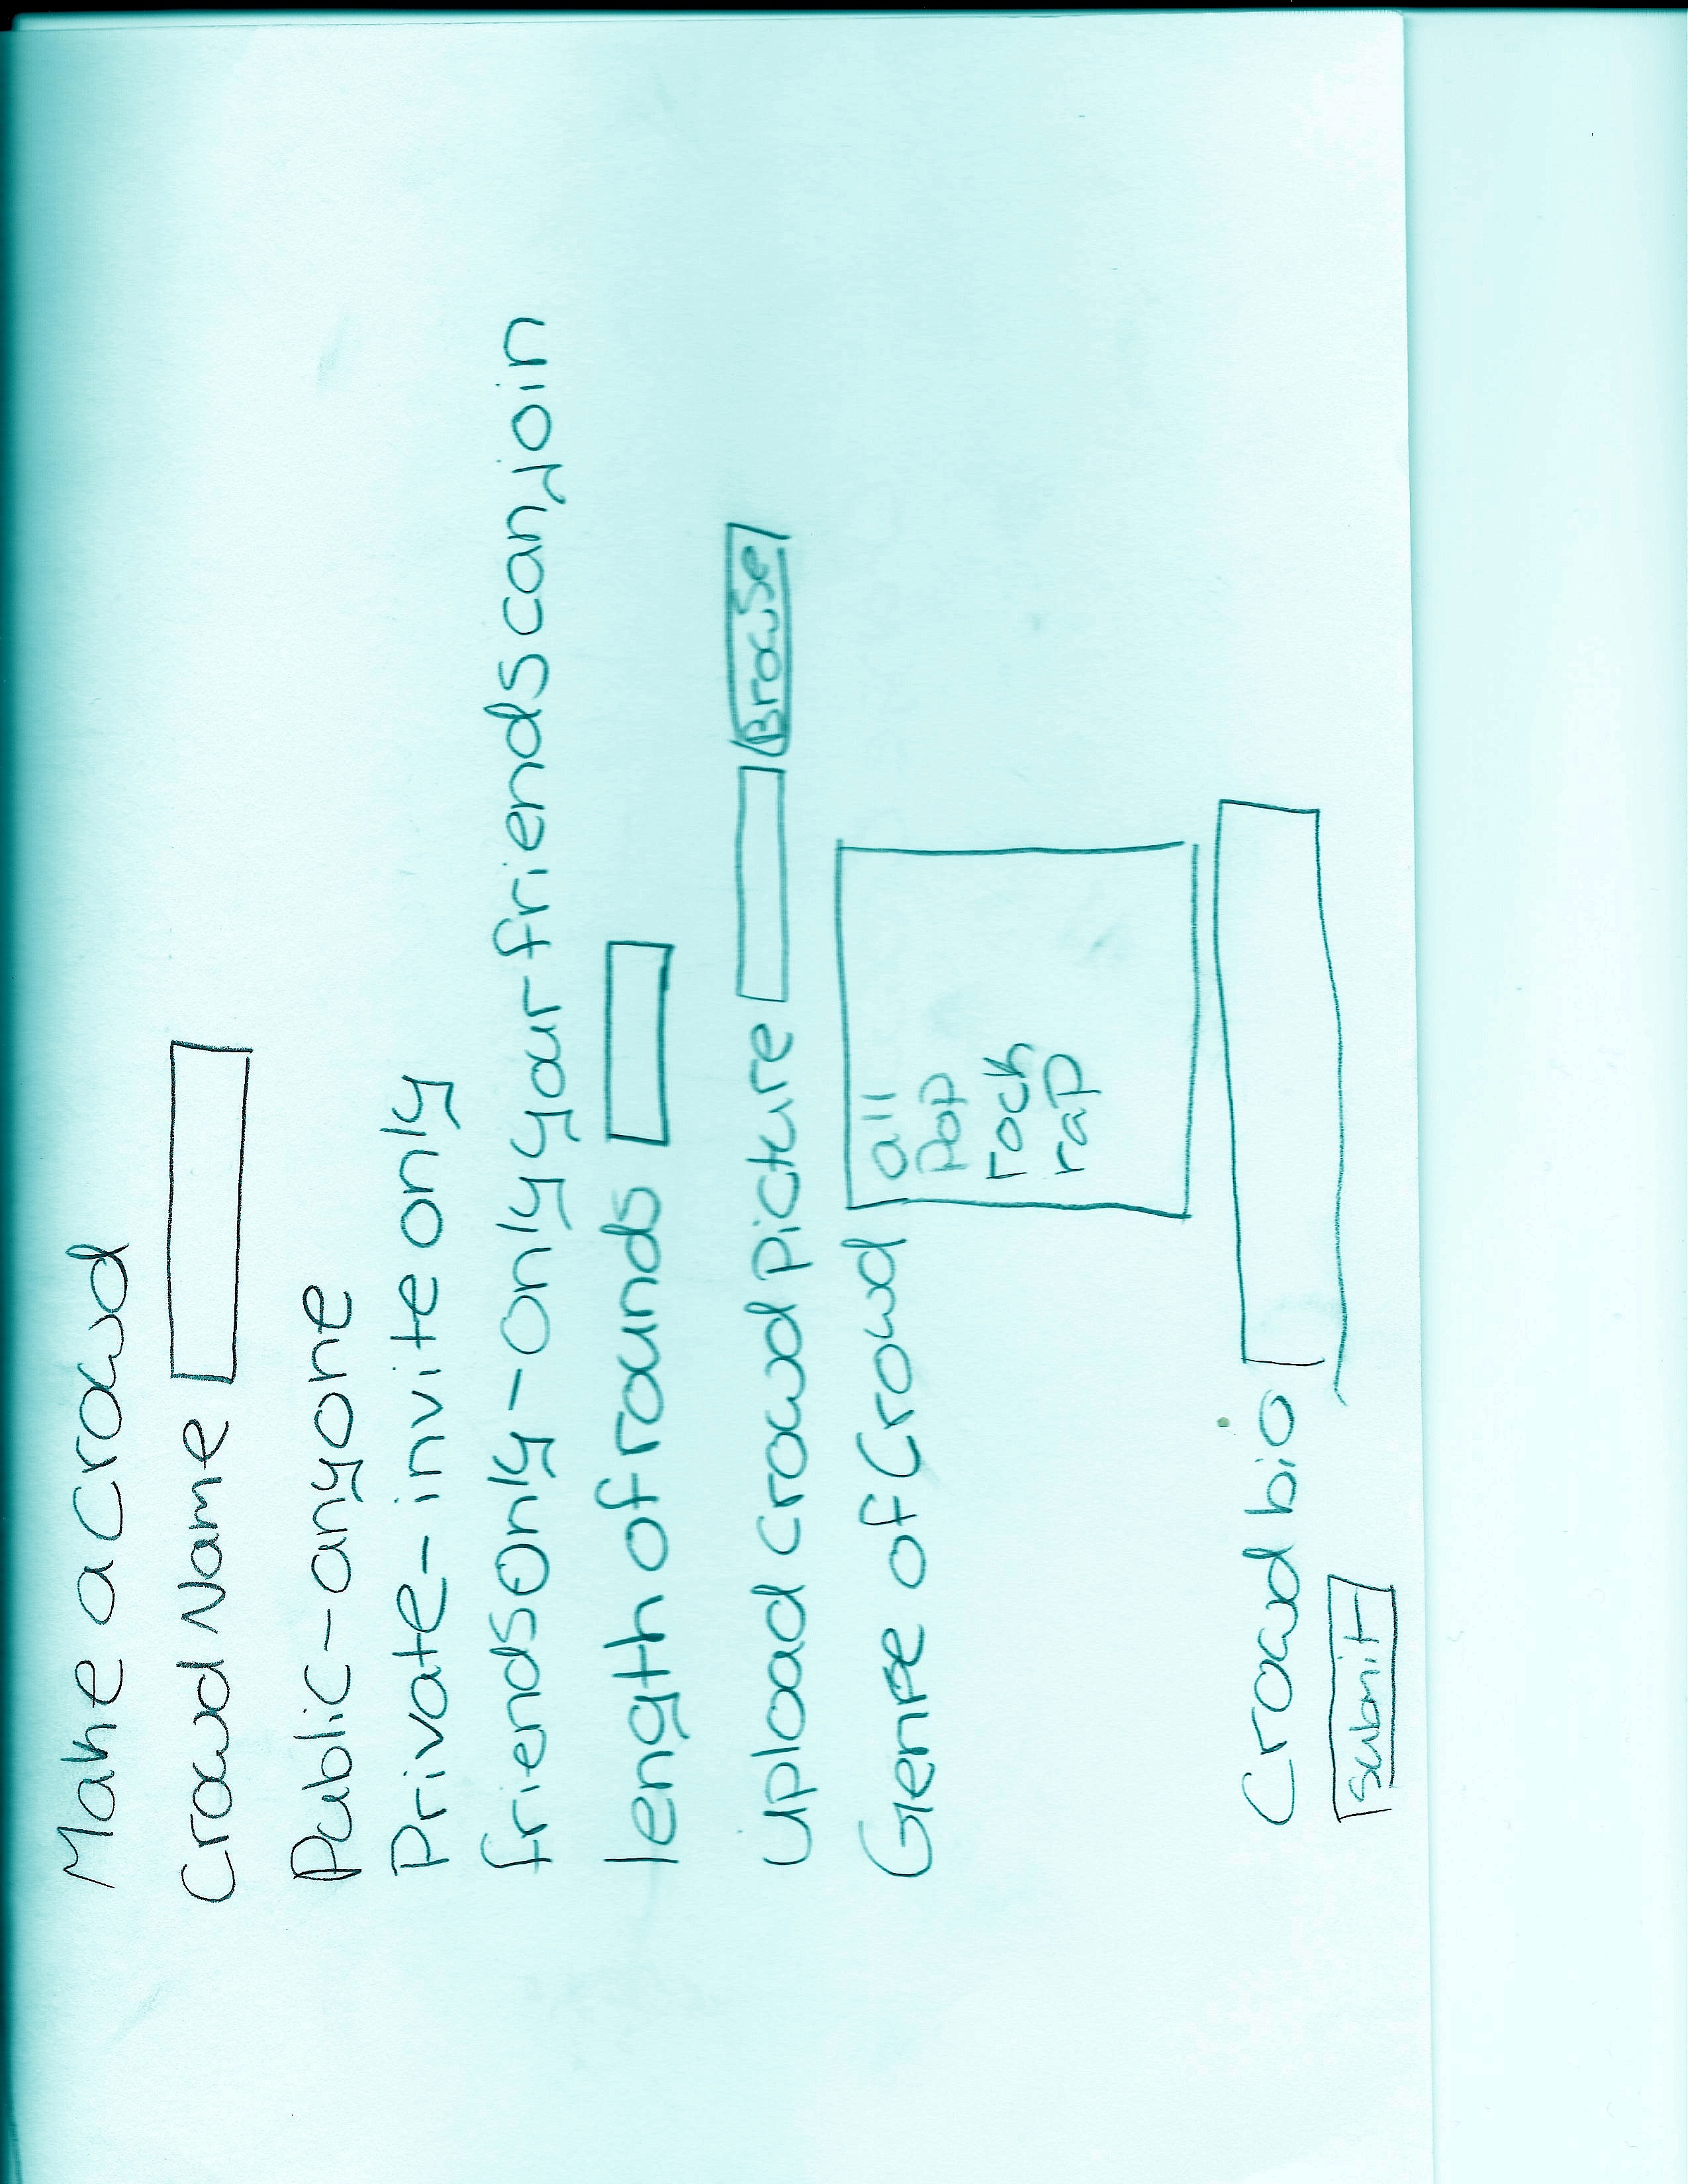 Make a crowd
Crowd Name
Public - anyone
Private - invite only
friends only - only your friends can join
length of rounds
upload crowd picture Browse
Genre of Crowd all
pop
rock
rap
Crowd bio
submit